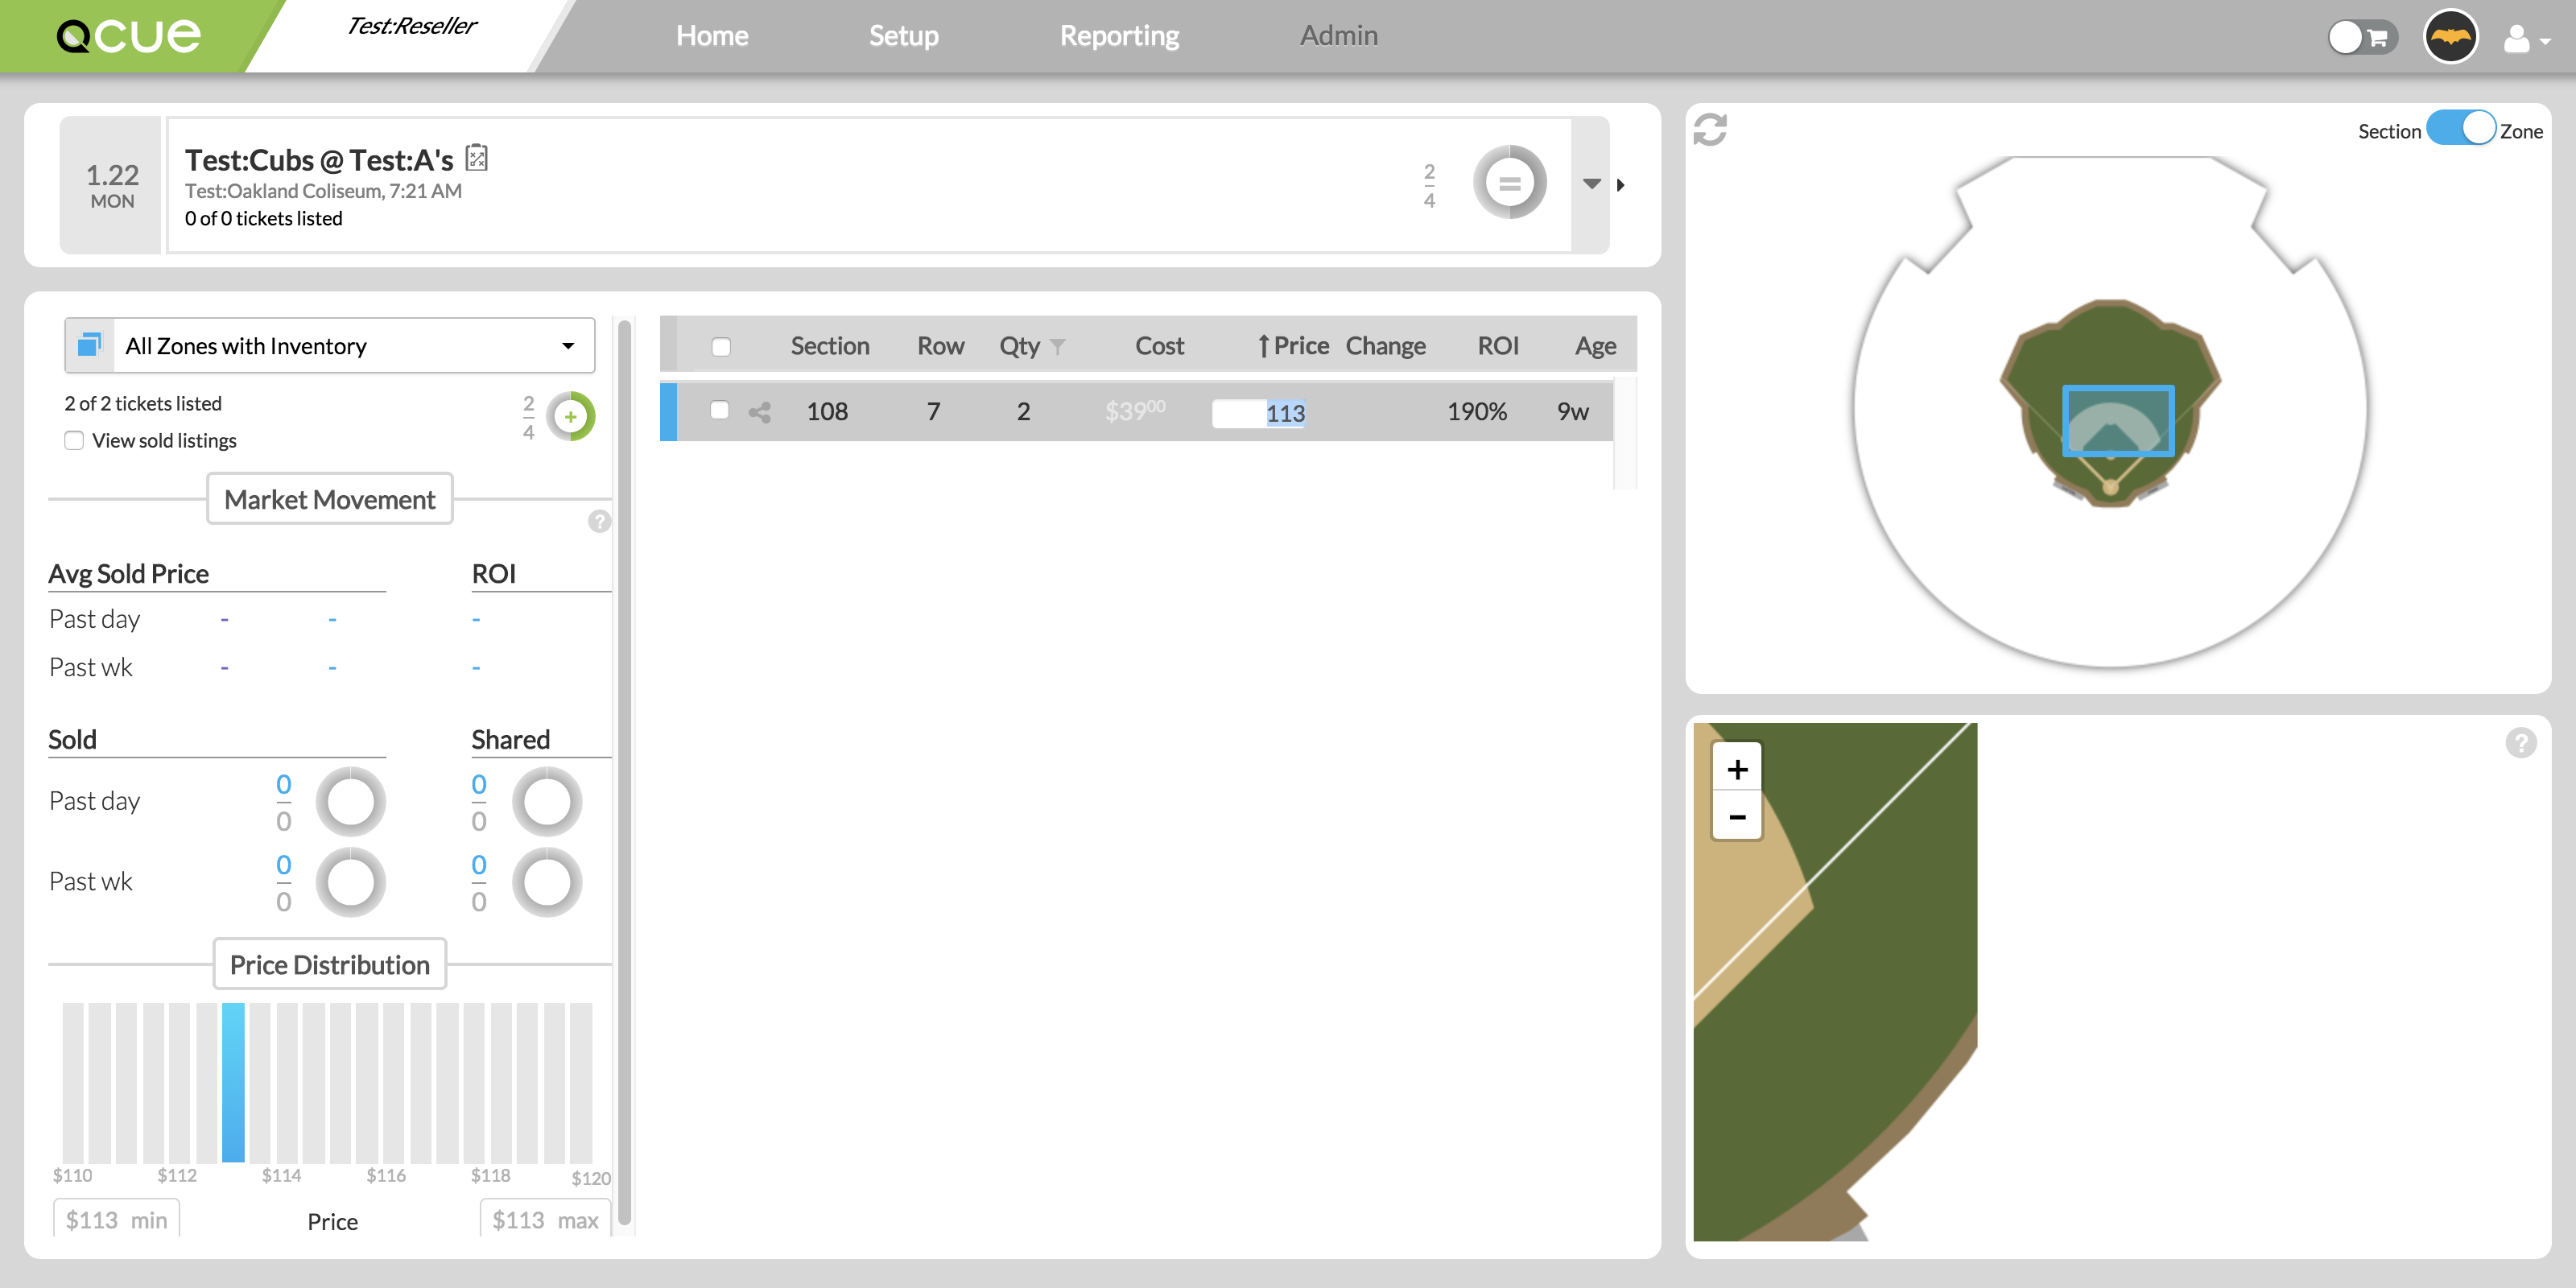 QCUE
Test:Reseller
Home
Setup
Reporting
Admin
1.22
MON
Test:Cubs @ Test:A's
Test:Oakland Coliseum, 7:21 AM
0 of 0 tickets listed
2
4
=
All Zones with Inventory
2 of 2 tickets listed
2
4
+
View sold listings
Market Movement
?
Avg Sold Price
ROI
Past day - - -
Past wk - - -
Sold
Shared
Past day
0
0
0
0
Past wk
0
0
0
0
Price Distribution
$110 $112 $114 $116 $118 $120
$113 min
Price
$113 max
Section Row Qty Cost ↑Price Change ROI Age
108 7 2 $39⁰⁰ 113 190% 9w
Section
Zone
+
−
?